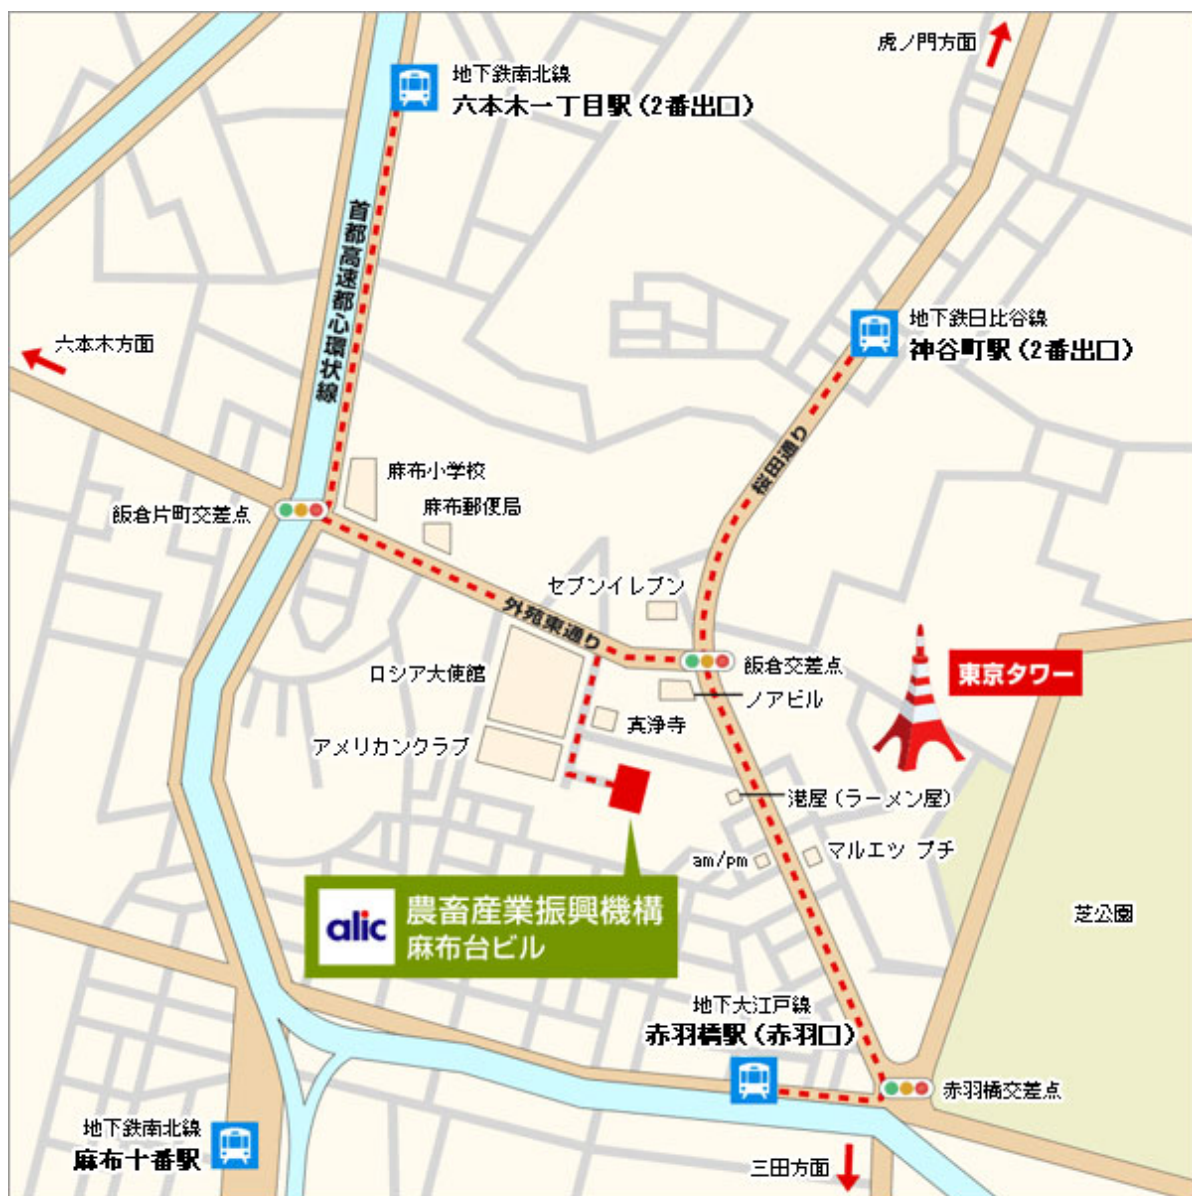 虎ノ門方面
地下鉄南北線
六本木一丁目駅(2番出口)
首都高速都心環状線
地下鉄日比谷線
神谷町駅(2番出口)
六本木方面
桜田通り
麻布小学校
麻布郵便局
飯倉片町交差点
セブンイレブン
外苑東通り
ロシア大使館
飯倉交差点
東京タワー
ノアビル
真浄寺
アメリカンクラブ
港屋(ラーメン屋)
マルエツ プチ
am/pm
alic
農畜産業振興機構
麻布台ビル
芝公園
地下大江戸線
赤羽橋駅(赤羽口)
赤羽橋交差点
地下鉄南北線
麻布十番駅
三田方面